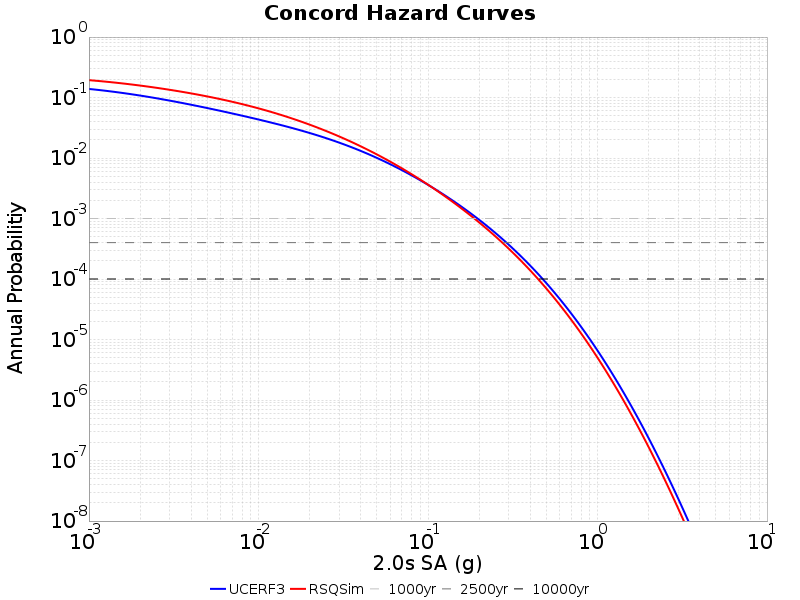 Concord Hazard Curves
Annual Probabilitiy
10^0
10^-1
10^-2
10^-3
10^-4
10^-5
10^-6
10^-7
10^-8
10^-3 10^-2 10^-1 10^0 10^1
2.0s SA (g)
UCERF3 RSQSim 1000yr 2500yr 10000yr